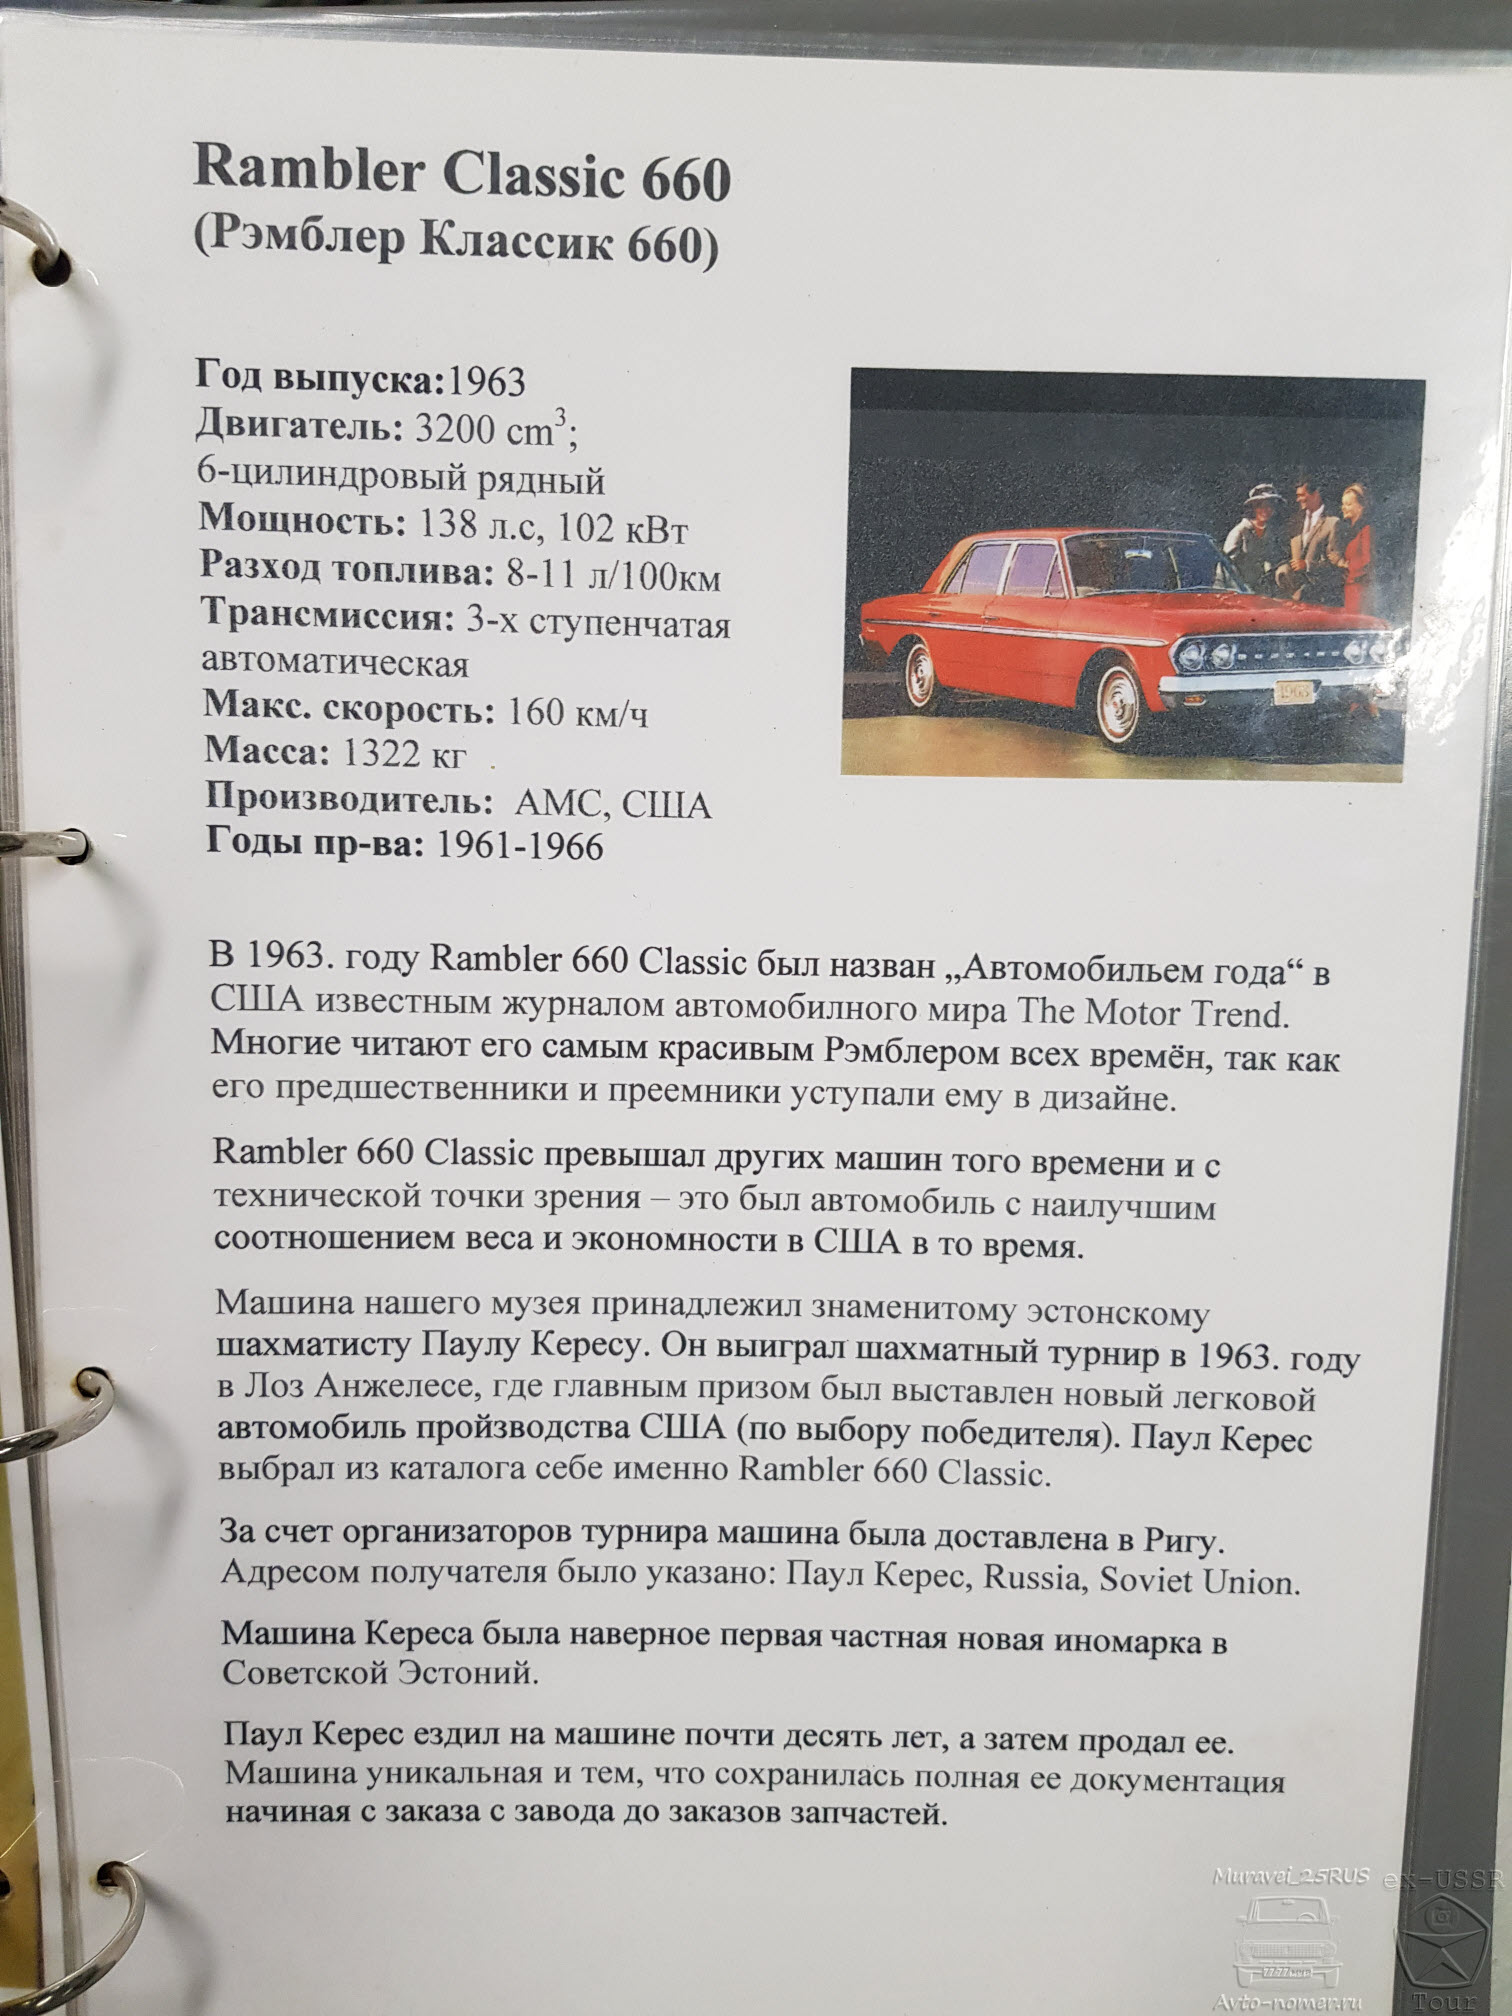 Rambler Classic 660
(Рэмблер Классик 660)
Год выпуска:1963
Двигатель: 3200 cm³;
6-цилиндровый рядный
Мощность: 138 л.с, 102 кВт
Разход топлива: 8-11 л/100км
Трансмиссия: 3-х ступенчатая
автоматическая
Макс. скорость: 160 км/ч
Масса: 1322 кг .
Производитель: АМС, США
Годы пр-ва: 1961-1966
1963
В 1963. году Rambler 660 Classic был назван „Автомобильем года“ в
США известным журналом автомобилного мира The Motor Trend.
Многие читают его самым красивым Рэмблером всех времён, так как
его предшественники и преемники уступали ему в дизайне.
Rambler 660 Classic превышал других машин того времени и с
технической точки зрения – это был автомобиль с наилучшим
соотношением веса и экономности в США в то время.
Машина нашего музея принадлежил знаменитому эстонскому
шахматисту Паулу Кересу. Он выиграл шахматный турнир в 1963. году
в Лоз Анжелесе, где главным призом был выставлен новый легковой
автомобиль пройзводства США (по выбору победителя). Паул Керес
выбрал из каталога себе именно Rambler 660 Classic.
За счет организаторов турнира машина была доставлена в Ригу.
Адресом получателя было указано: Паул Керес, Russia, Soviet Union.
Машина Кереса была наверное первая частная новая иномарка в
Советской Эстоний.
Паул Керес ездил на машине почти десять лет, а затем продал ее.
Машина уникальная и тем, что сохранилась полная ее документация
начиная с заказа с завода до заказов запчастей.
Muravei_25RUS
ex-USSR
Avto-nomer.ru
Tour